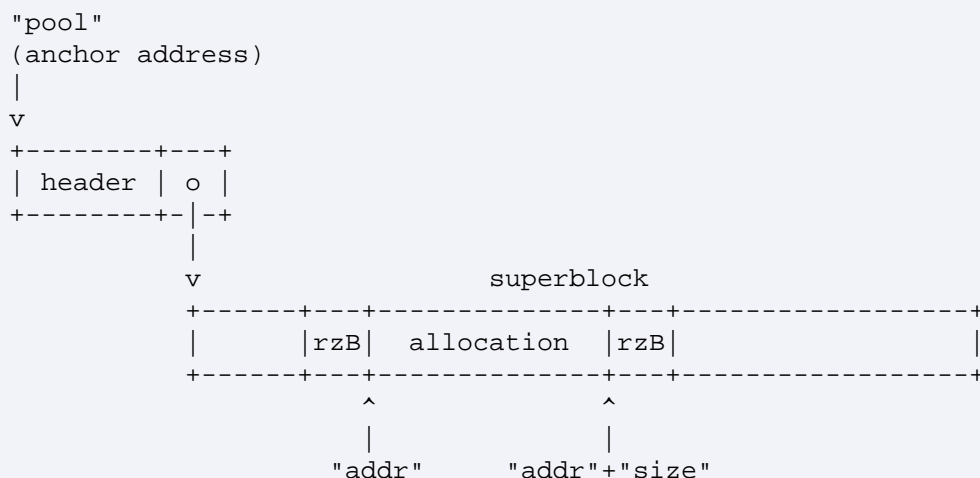 "pool"
(anchor address)
|
v
+--------+---+
| header | o |
+--------+-|-+
           |
           v                  superblock
           +------+---+--------------+---+------------------+
           |      |rzB|  allocation  |rzB|                  |
           +------+---+--------------+---+------------------+
                      ^              ^
                      |              |
                    "addr"     "addr"+"size"